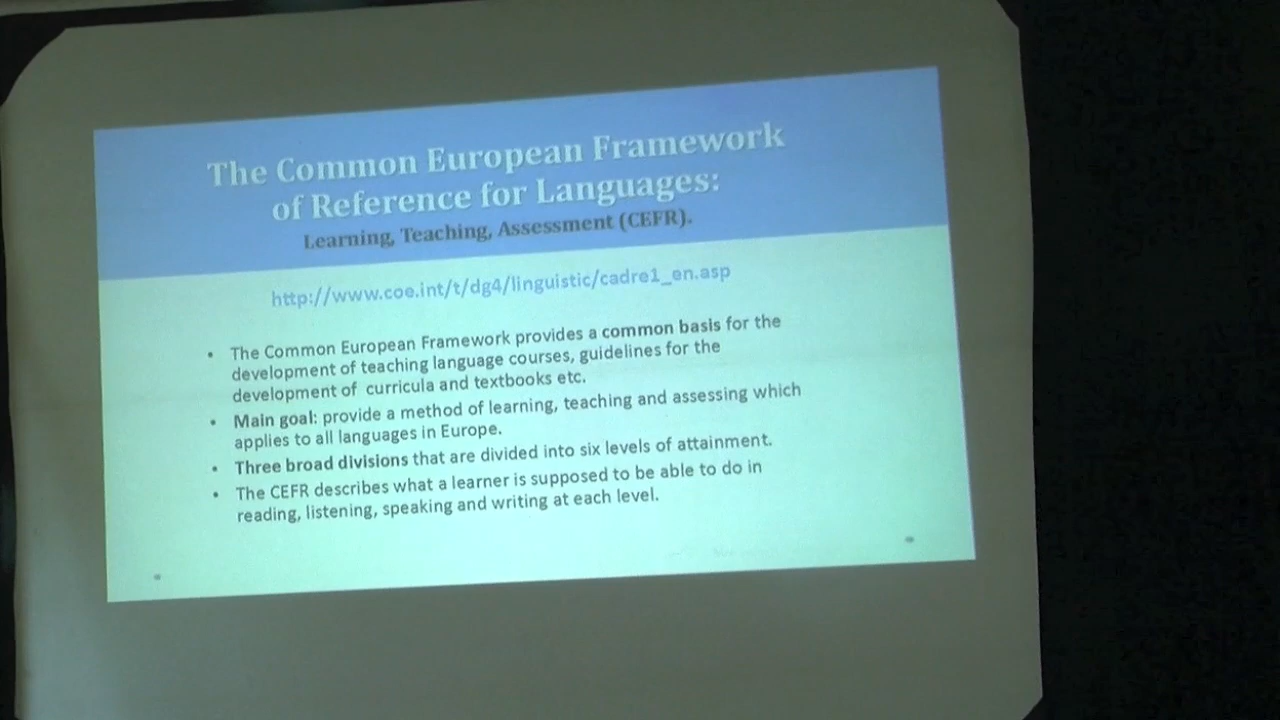 The Common European Framework
of Reference for Languages:
Learning, Teaching, Assessment (CEFR).
http://www.coe.int/t/dg4/linguistic/cadre1_en.asp
• The Common European Framework provides a common basis for the
development of teaching language courses, guidelines for the
development of curricula and textbooks etc.
• Main goal: provide a method of learning, teaching and assessing which
applies to all languages in Europe.
• Three broad divisions that are divided into six levels of attainment.
• The CEFR describes what a learner is supposed to be able to do in
reading, listening, speaking and writing at each level.